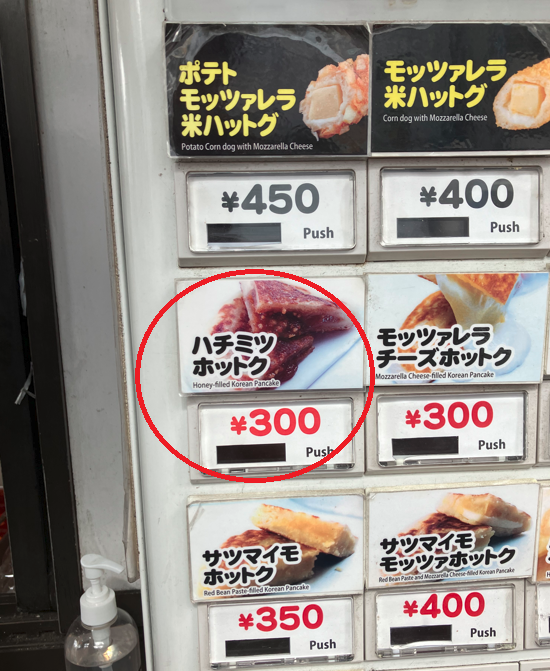 ポテト
モッツァレラ
米ハットグ
Potato Corn dog with Mozzarella Cheese
¥450
Push
モッツァレラ
米ハットグ
Corn dog with Mozzarella Cheese
¥400
Push
ハチミツ
ホットク
Honey-filled Korean Pancake
¥300
Push
モッツァレラ
チーズホットク
Mozzarella Cheese-filled Korean Pancake
¥300
Push
サツマイモ
ホットク
Red Bean Paste-filled Korean Pancake
¥350
Push
サツマイモ
モッツァホットク
Red Bean Paste and Mozzarella Cheese-filled Korean Pancake
¥400
Push